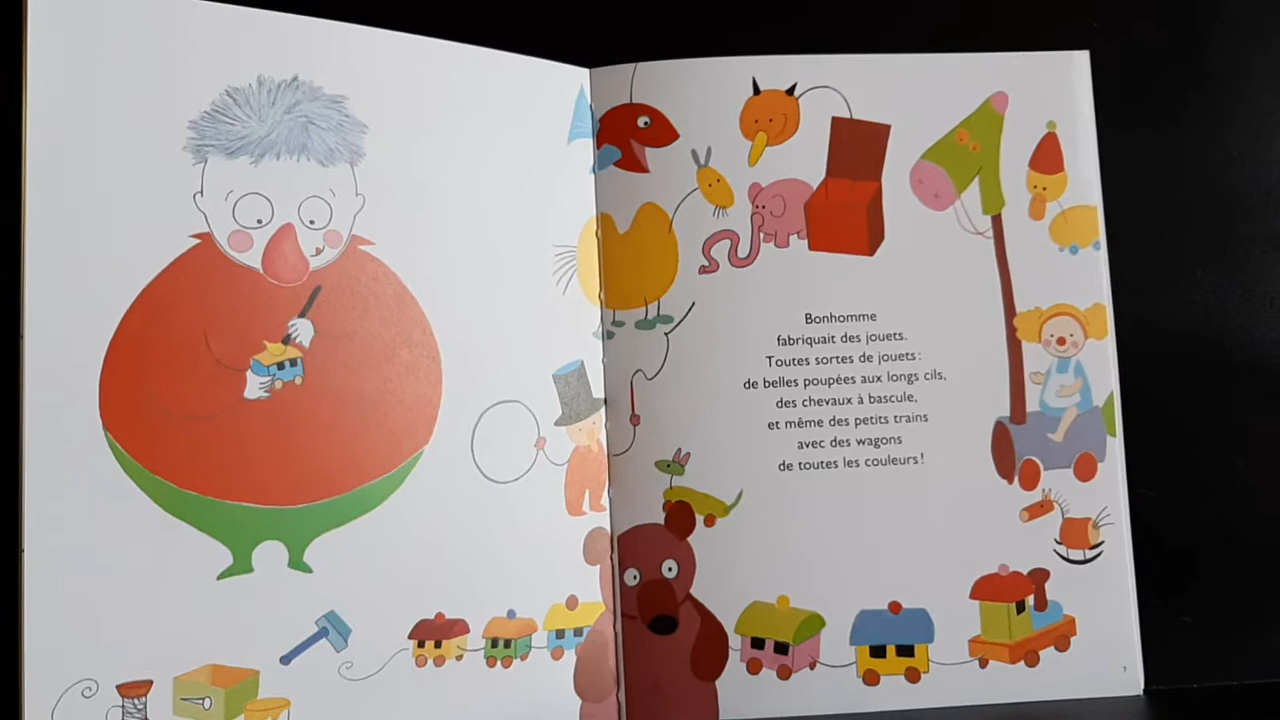 Bonhomme
fabriquait des jouets.
Toutes sortes de jouets :
de belles poupées aux longs cils,
des chevaux à bascule,
et même des petits trains
avec des wagons
de toutes les couleurs !
7